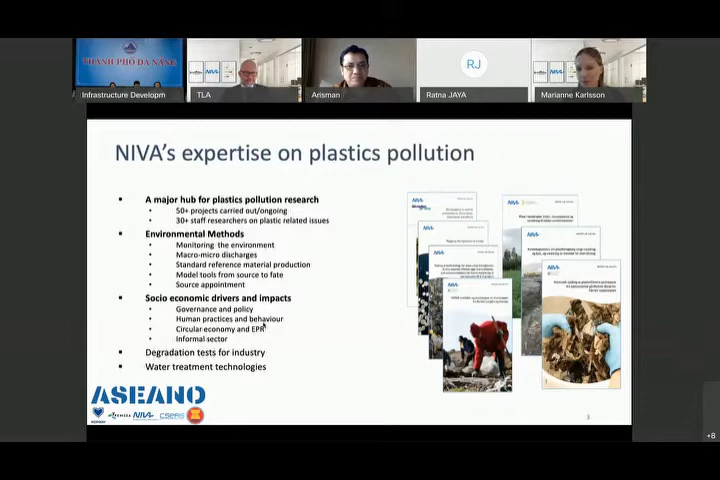 THÀNH PHỐ ĐÀ NẴNG
Infrastructure Developm
TLA
Arisman
RJ
Ratna JAYA
Marianne Karlsson
NIVA's expertise on plastics pollution
A major hub for plastics pollution research
50+ projects carried out/ongoing
30+ staff researchers on plastic related issues
Environmental Methods
Monitoring the environment
Macro-micro discharges
Standard reference material production
Model tools from source to fate
Source appointment
Socio economic drivers and impacts
Governance and policy
Human practices and behaviour
Circular economy and EPR
Informal sector
Degradation tests for industry
Water treatment technologies
ASEANO
NIVA
3
+8